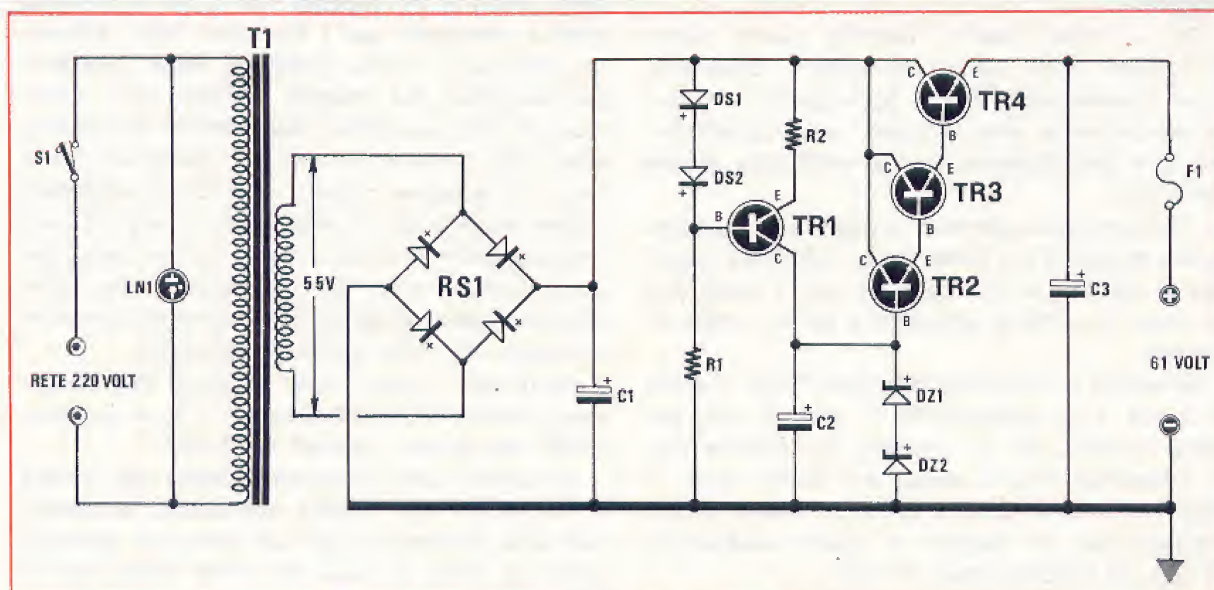 T1
S1
LN1
RETE 220 VOLT
55V
RS1
C1
DS1
DS2
R1
R2
B
E
C
TR1
C
E
B
TR4
C
E
B
TR3
C
E
B
TR2
C2
DZ1
DZ2
C3
F1
61 VOLT